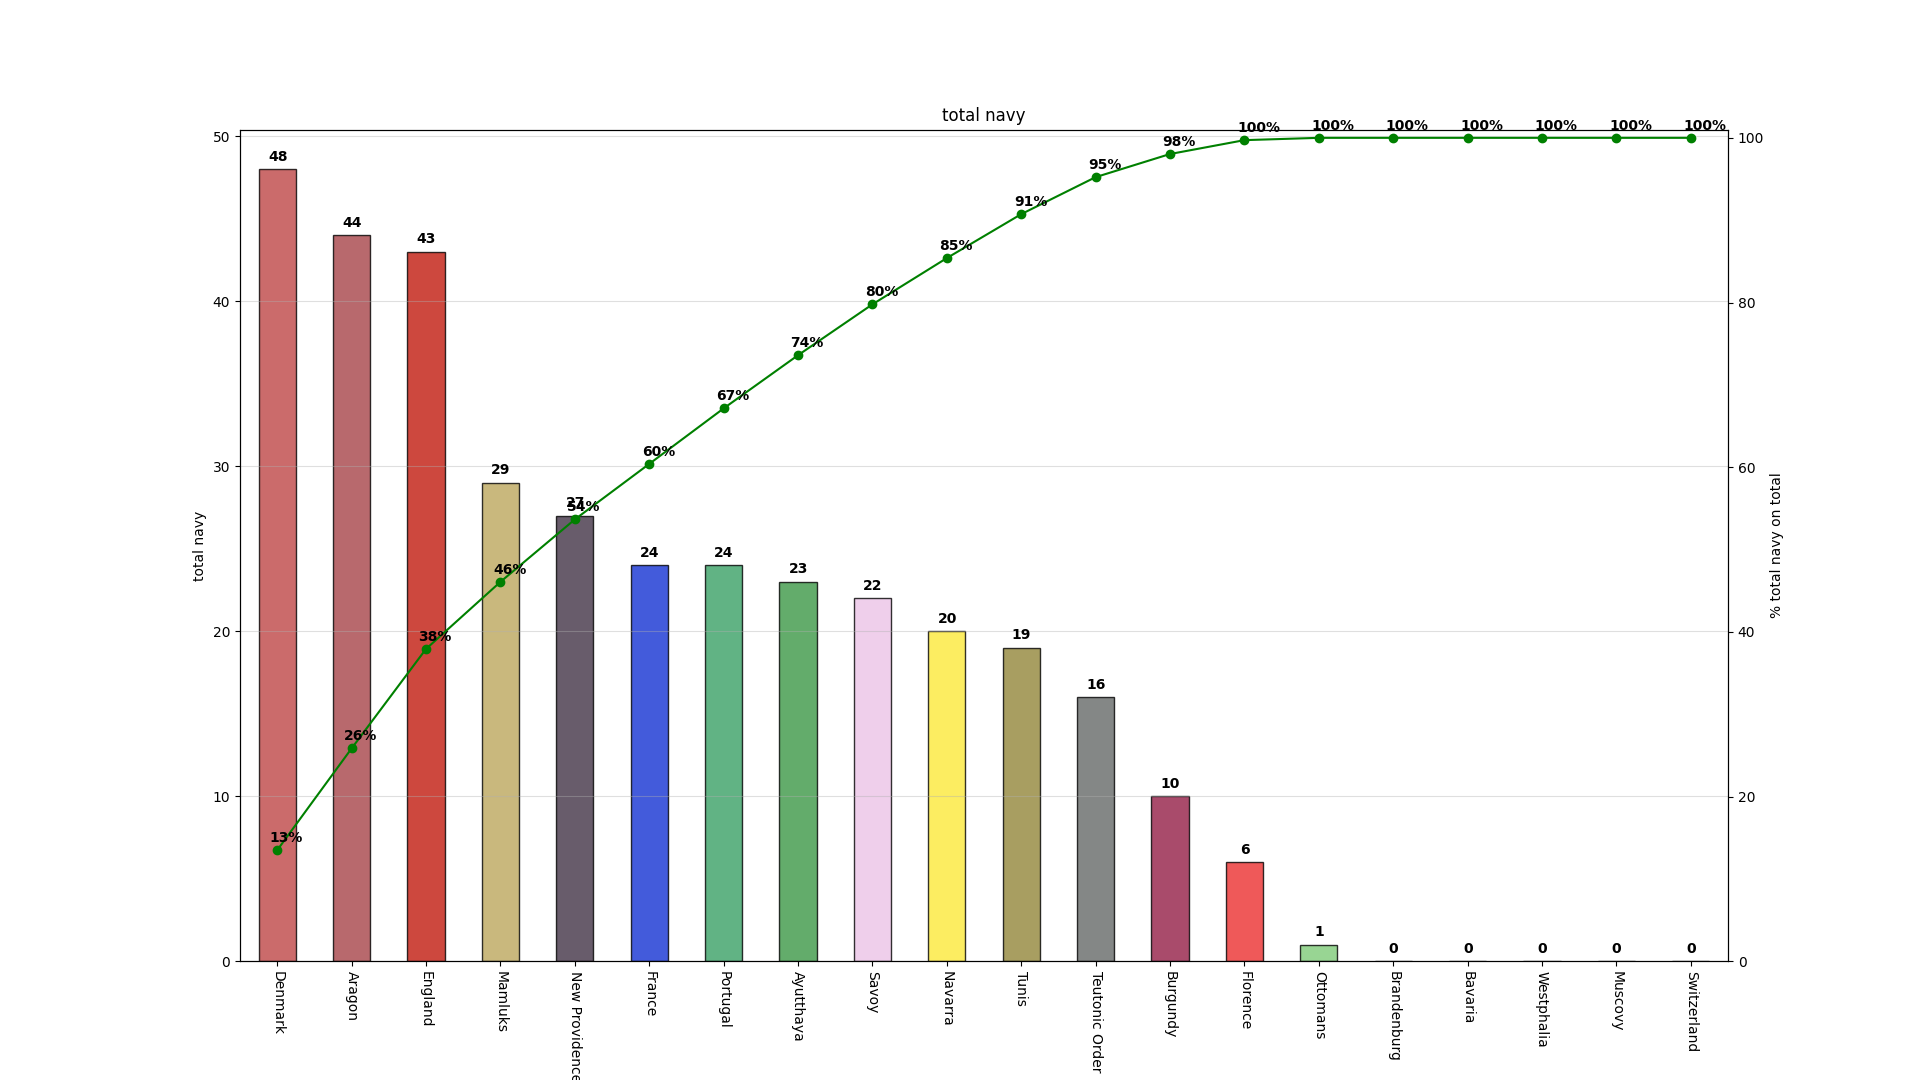 total navy
50
40
30
20
10
0
total navy
48
44
43
29
27
24
24
23
22
20
19
16
10
6
1
0
0
0
0
0
13%
26%
38%
46%
54%
60%
67%
74%
80%
85%
91%
95%
98%
100%
100%
100%
100%
100%
100%
100%
100
80
60
40
20
0
% total navy on total
Denmark
Aragon
England
Mamluks
New Providence
France
Portugal
Ayutthaya
Savoy
Navarra
Tunis
Teutonic Order
Burgundy
Florence
Ottomans
Brandenburg
Bavaria
Westphalia
Muscovy
Switzerland